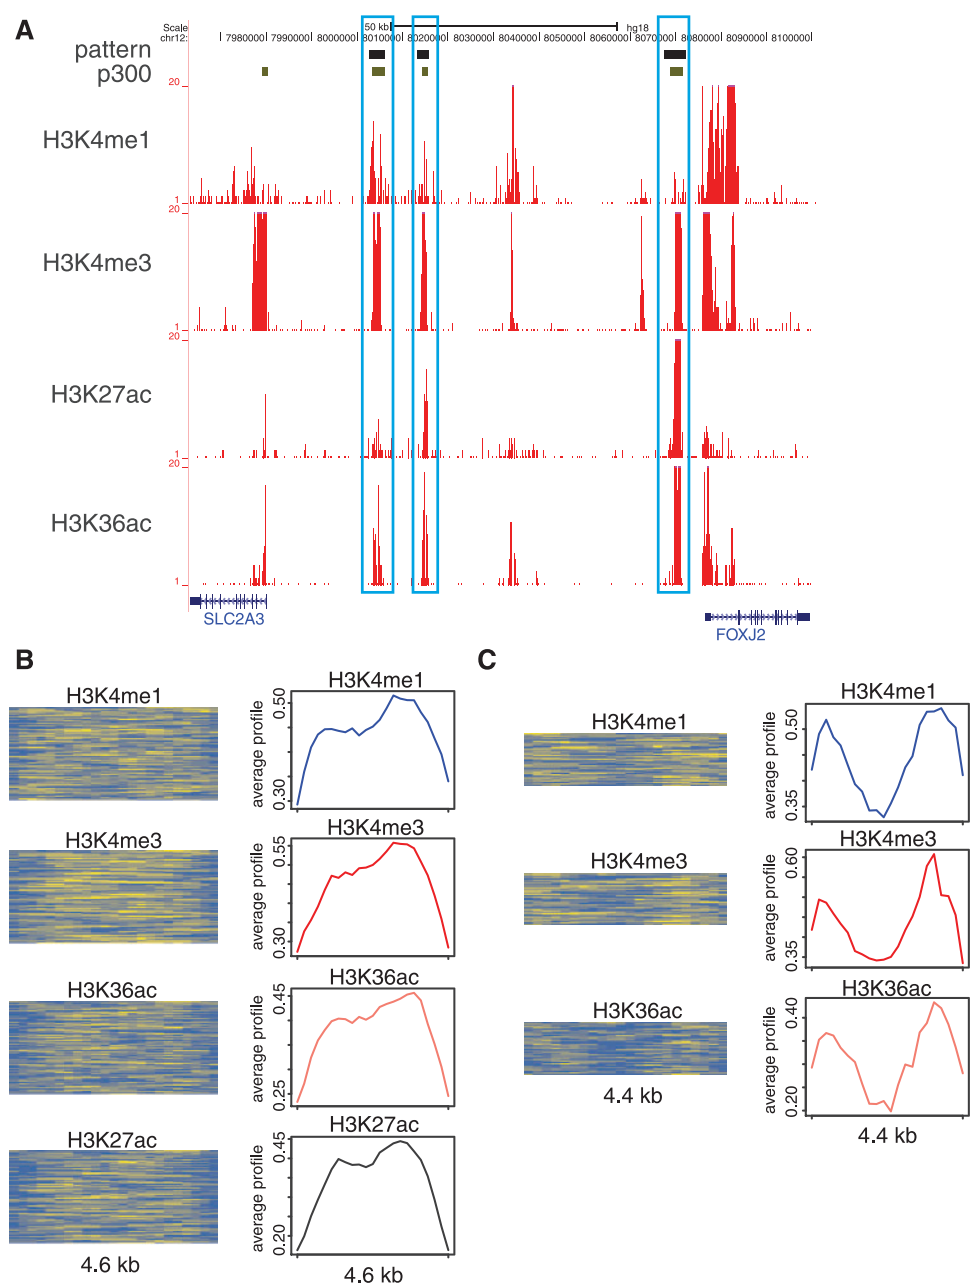 A
Scale
50 kb
hg18
chr12:
7980000
7990000
8000000
8010000
8020000
8030000
8040000
8050000
8060000
8070000
8080000
8090000
8100000
pattern
p300
20
H3K4me1
1
20
H3K4me3
1
20
H3K27ac
1
20
H3K36ac
1
SLC2A3
FOXJ2
B
H3K4me1
H3K4me1
average profile
0.50
0.30
H3K4me3
H3K4me3
average profile
0.55
0.30
H3K36ac
H3K36ac
average profile
0.45
0.25
H3K27ac
H3K27ac
average profile
0.45
0.20
4.6 kb
4.6 kb
C
H3K4me1
H3K4me1
average profile
0.50
0.35
H3K4me3
H3K4me3
average profile
0.60
0.35
H3K36ac
H3K36ac
average profile
0.40
0.20
4.4 kb
4.4 kb